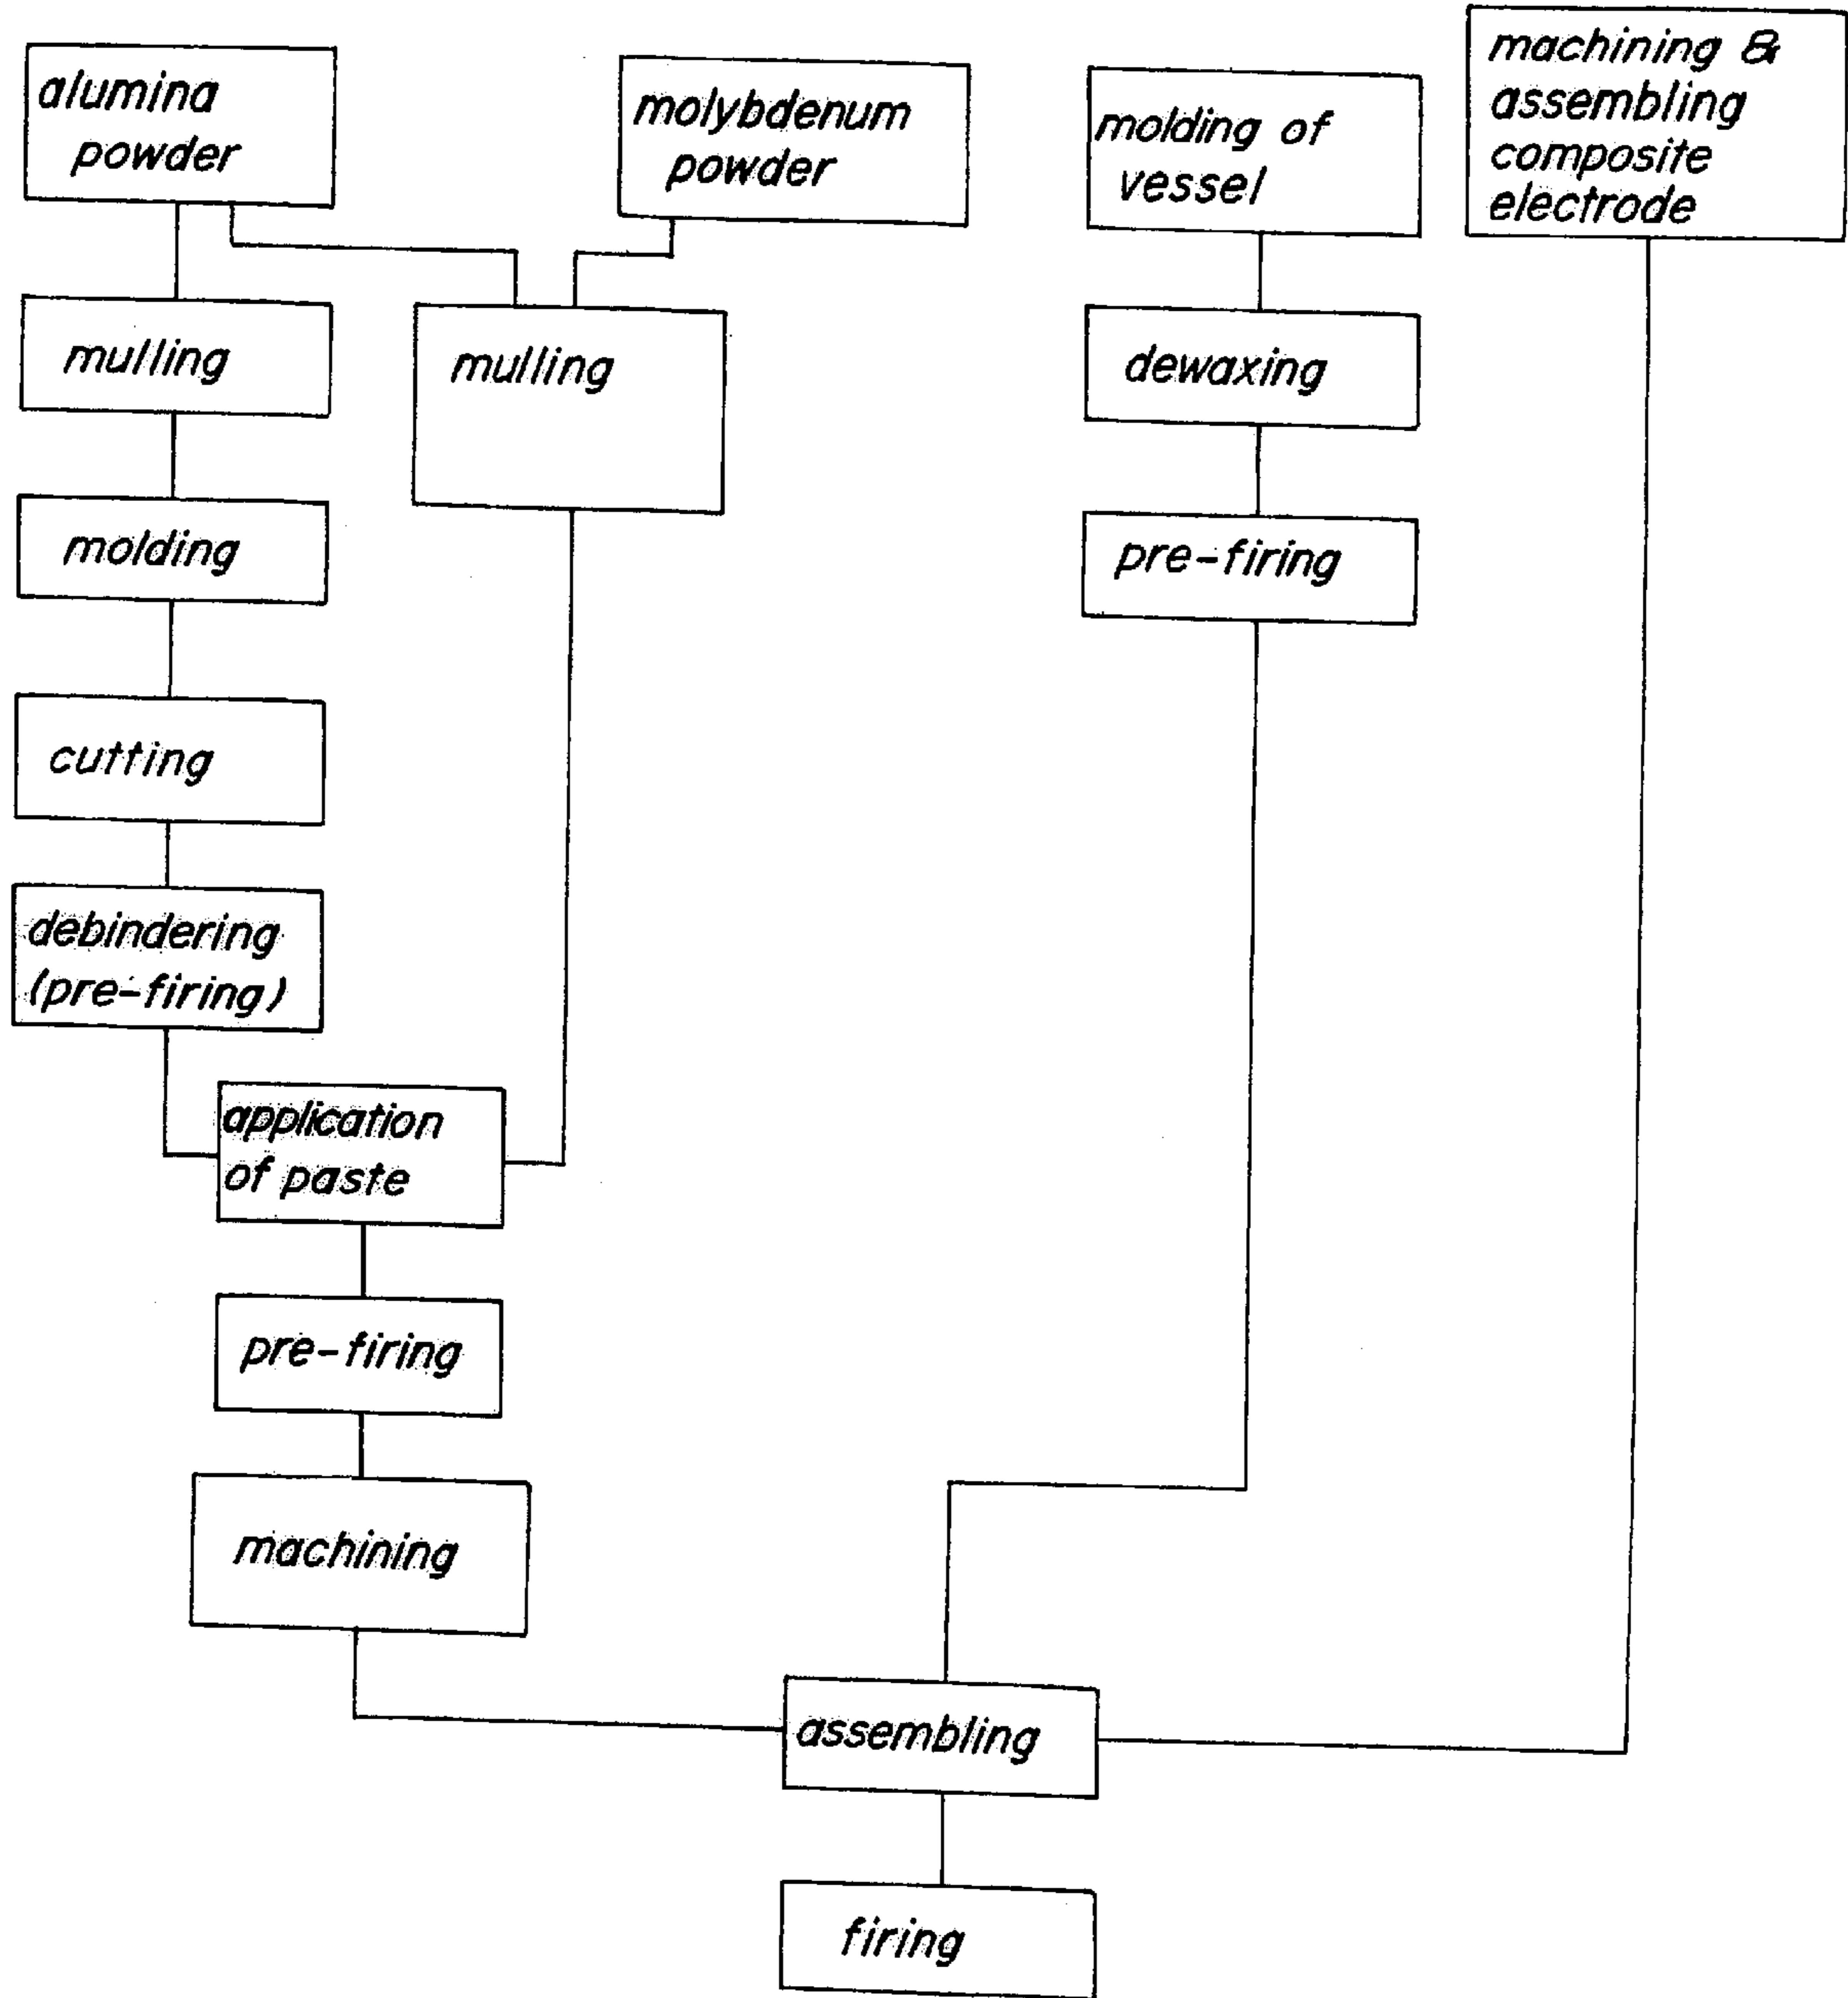 alumina
powder
molybdenum
powder
molding of
vessel
machining &
assembling
composite
electrode
mulling
mulling
dewaxing
molding
pre-firing
cutting
debindering
(pre-firing)
application
of paste
pre-firing
machining
assembling
firing